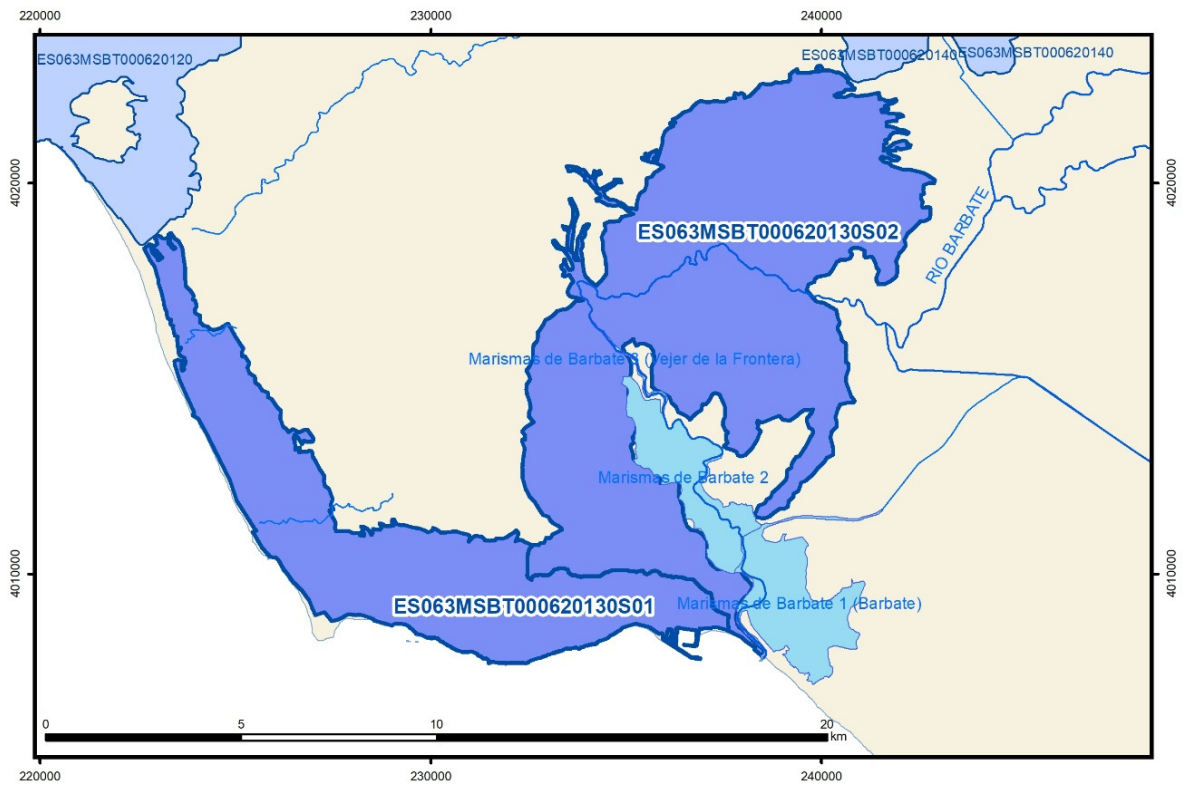 220000
230000
240000
ES063MSBT000620120
ES063MSBT000620140
ES063MSBT000620140
4020000
4020000
ES063MSBT000620130S02
RIO BARBATE
Marismas de Barbate 3 (Vejer de la Frontera)
Marismas de Barbate 2
4010000
4010000
ES063MSBT000620130S01
Marismas de Barbate 1 (Barbate)
0
5
10
20
km
220000
230000
240000